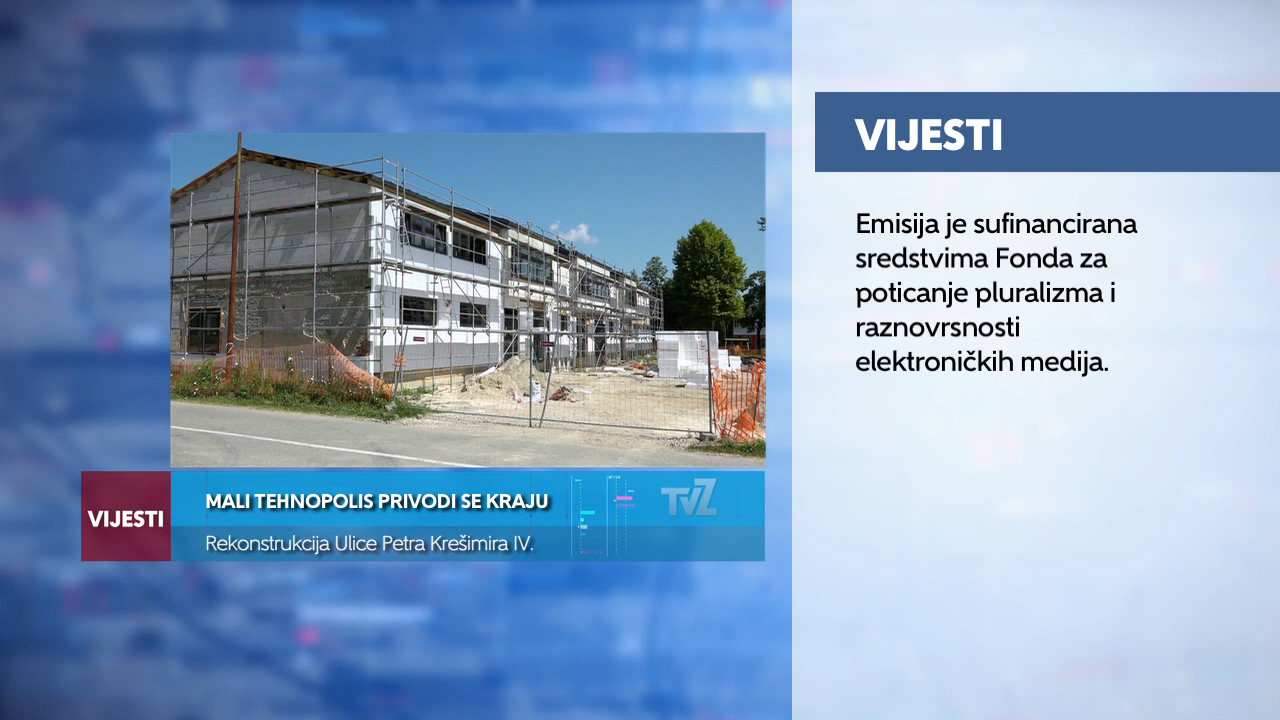 VIJESTI
MALI TEHNOPOLIS PRIVODI SE KRAJU
Rekonstrukcija Ulice Petra Krešimira IV.
TVZ
VIJESTI
Emisija je sufinancirana
sredstvima Fonda za
poticanje pluralizma i
raznovrsnosti
elektroničkih medija.